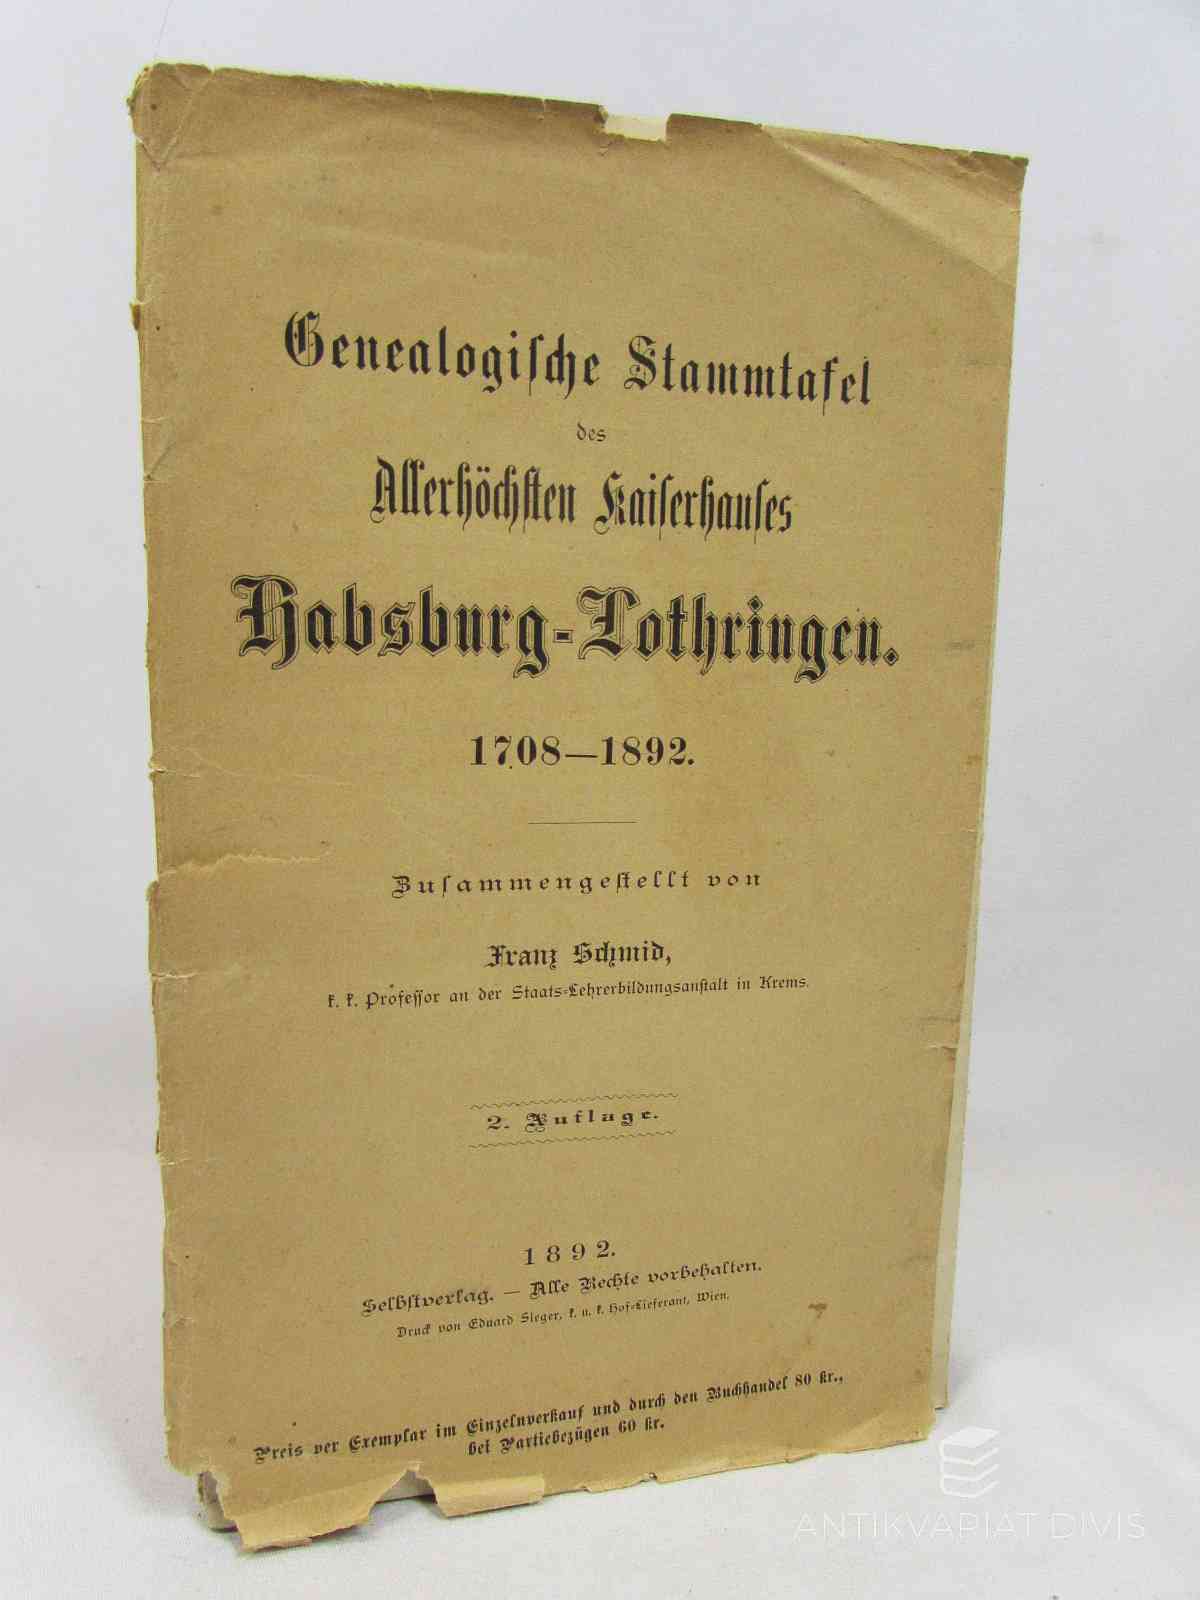 Genealogische Stammtafel
des
Allerhöchsten Kaiserhauses
Habsburg-Lothringen.
1708—1892.
Zusammengestellt von
Franz Schmid,
k. k. Professor an der Staats-Lehrerbildungsanstalt in Krems.
2. Auflage.
1892.
Selbstverlag. — Alle Rechte vorbehalten.
Druck von Eduard Sieger, k. u. k. Hof-Lieferant, Wien.
Preis per Exemplar im Einzelnverkauf und durch den Buchhandel 80 kr.,
bei Partiebezügen 60 kr.
ANTIKVARIAT DIVIS